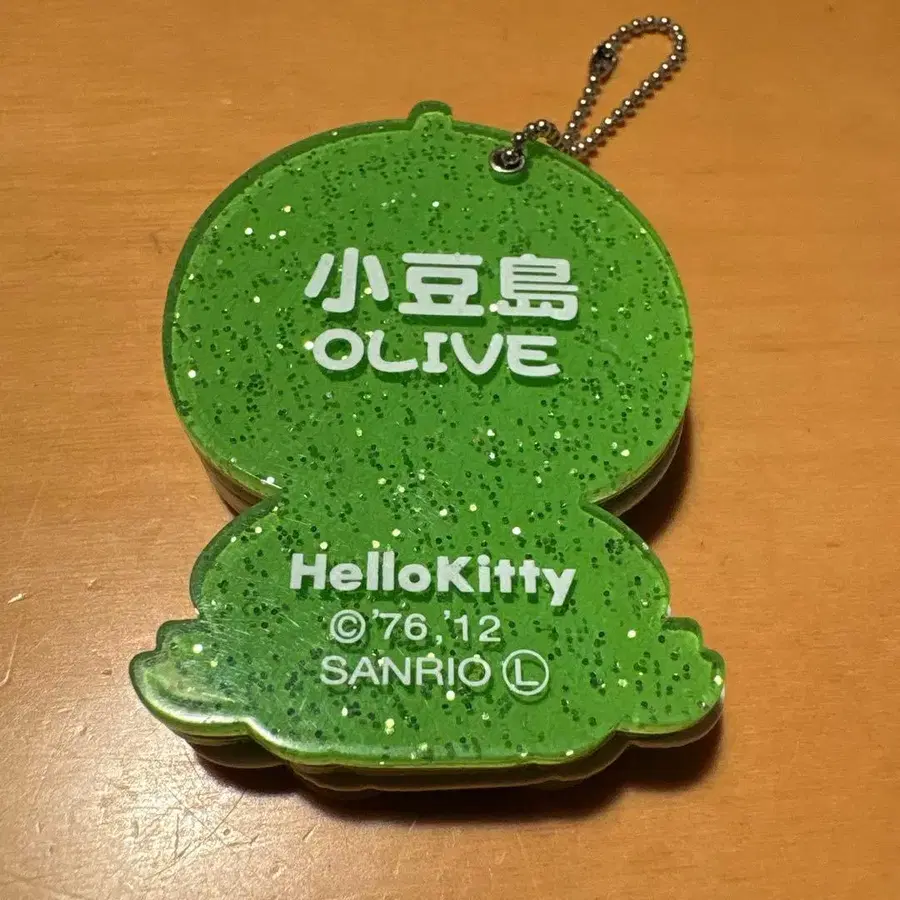 小豆島
OLIVE
HelloKitty
©'76,'12
SANRIO Ⓛ